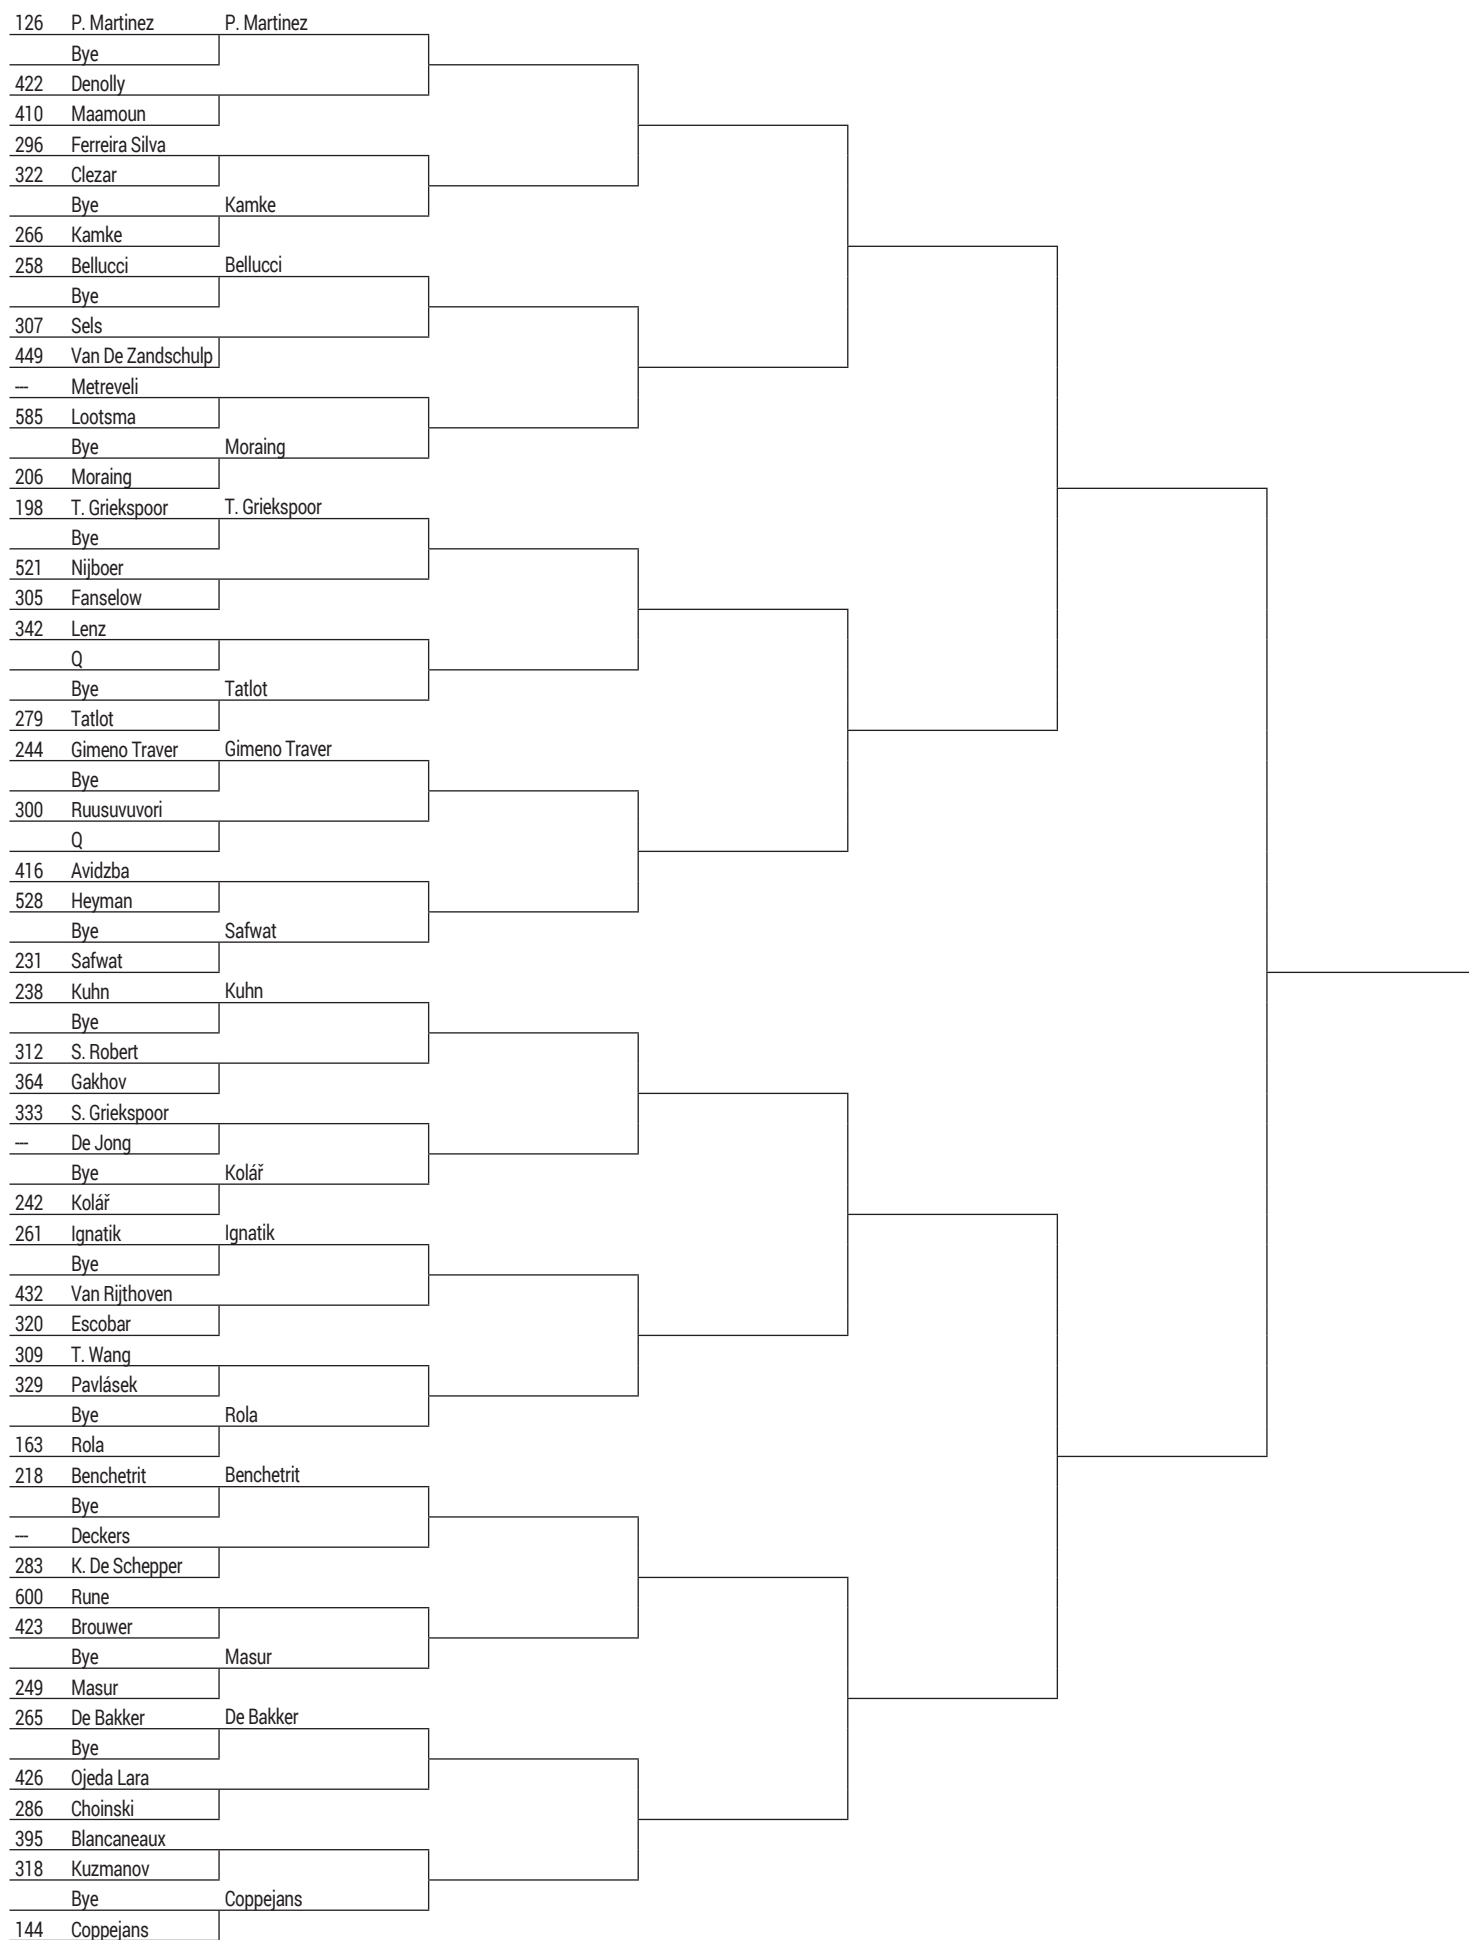 126 P. Martinez P. Martinez
Bye
422 Denolly
410 Maamoun
296 Ferreira Silva
322 Clezar
Bye Kamke
266 Kamke
258 Bellucci Bellucci
Bye
307 Sels
449 Van De Zandschulp
--- Metreveli
585 Lootsma
Bye Moraing
206 Moraing
198 T. Griekspoor T. Griekspoor
Bye
521 Nijboer
305 Fanselow
342 Lenz
Q
Bye Tatlot
279 Tatlot
244 Gimeno Traver Gimeno Traver
Bye
300 Ruusuvuvori
Q
416 Avidzba
528 Heyman
Bye Safwat
231 Safwat
238 Kuhn Kuhn
Bye
312 S. Robert
364 Gakhov
333 S. Griekspoor
--- De Jong
Bye Kolář
242 Kolář
261 Ignatik Ignatik
Bye
432 Van Rijthoven
320 Escobar
309 T. Wang
329 Pavlásek
Bye Rola
163 Rola
218 Benchetrit Benchetrit
Bye
--- Deckers
283 K. De Schepper
600 Rune
423 Brouwer
Bye Masur
249 Masur
265 De Bakker De Bakker
Bye
426 Ojeda Lara
286 Choinski
395 Blancaneaux
318 Kuzmanov
Bye Coppejans
144 Coppejans